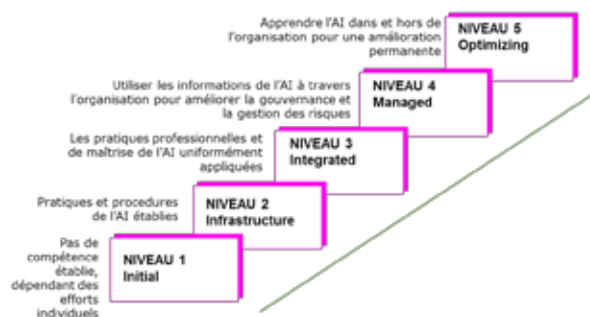 Apprendre l'AI dans et hors de
l'organisation pour une amélioration
permanente
NIVEAU 5
Optimizing
Utiliser les informations de l'AI à travers
l'organisation pour améliorer la gouvernance et
la gestion des risques
NIVEAU 4
Managed
Les pratiques professionnelles et
de maîtrise de l'AI uniformément
appliquées
NIVEAU 3
Integrated
Pratiques et procedures
de l'AI établies
NIVEAU 2
Infrastructure
Pas de
compétence
établie,
dépendant des
efforts
individuels
NIVEAU 1
Initial